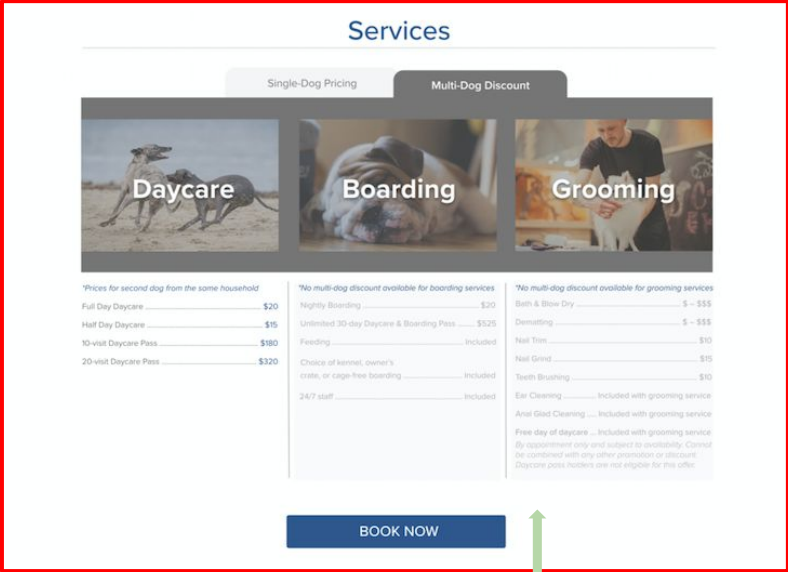 Services
Single-Dog Pricing
Multi-Dog Discount
Daycare
Boarding
Grooming
*Prices for second dog from the same household
Full Day Daycare $20
Half Day Daycare $15
10-visit Daycare Pass $180
20-visit Daycare Pass $320
*No multi-dog discount available for boarding services
Nightly Boarding $20
Unlimited 30-day Daycare & Boarding Pass $525
Feeding Included
Choice of kennel, owner's
crate, or cage-free boarding Included
24/7 staff Included
*No multi-dog discount available for grooming services
Bath & Blow Dry $ – $$$
Dematting $ – $$$
Nail Trim $10
Nail Grind $15
Teeth Brushing $10
Ear Cleaning Included with grooming service
Anal Glad Cleaning Included with grooming service
Free day of daycare Included with grooming service
By appointment only and subject to availability. Cannot
be combined with any other promotion or discount.
Daycare pass holders are not eligible for this offer.
BOOK NOW